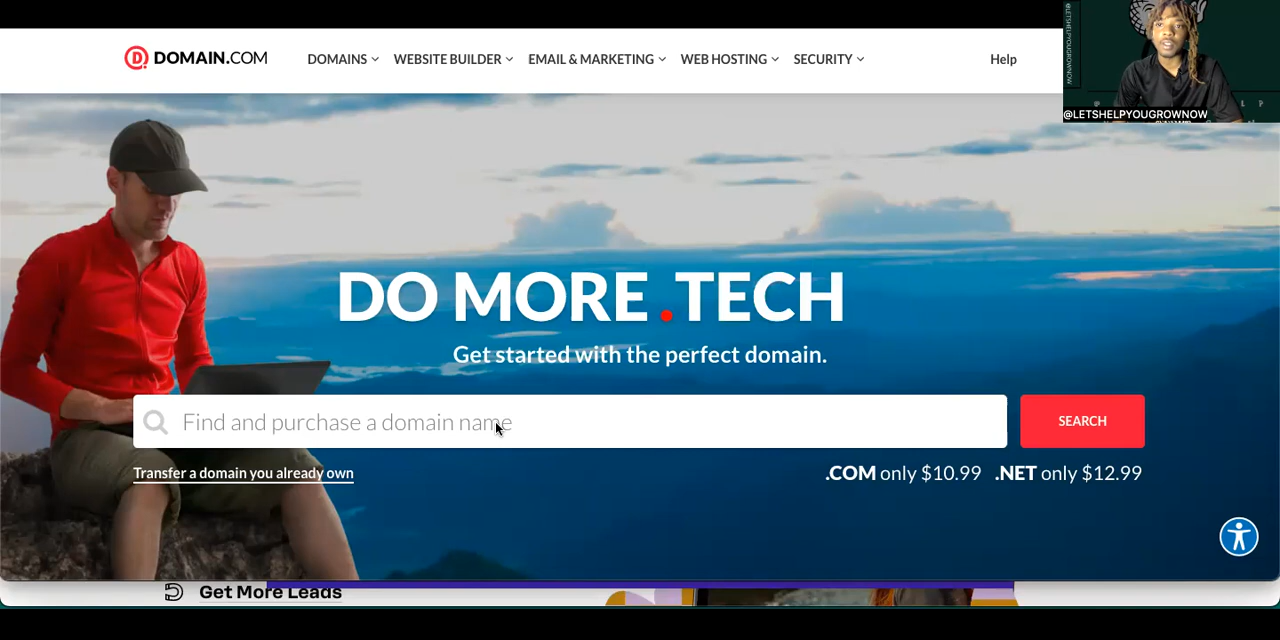 DOMAIN.COM
DOMAINS
WEBSITE BUILDER
EMAIL & MARKETING
WEB HOSTING
SECURITY
Help
@LETSHELPYOUGROWNOW
@LETSHELPYOUGROWNOW
DO MORE .TECH
Get started with the perfect domain.
Find and purchase a domain name
SEARCH
Transfer a domain you already own
.COM only $10.99 .NET only $12.99
Get More Leads